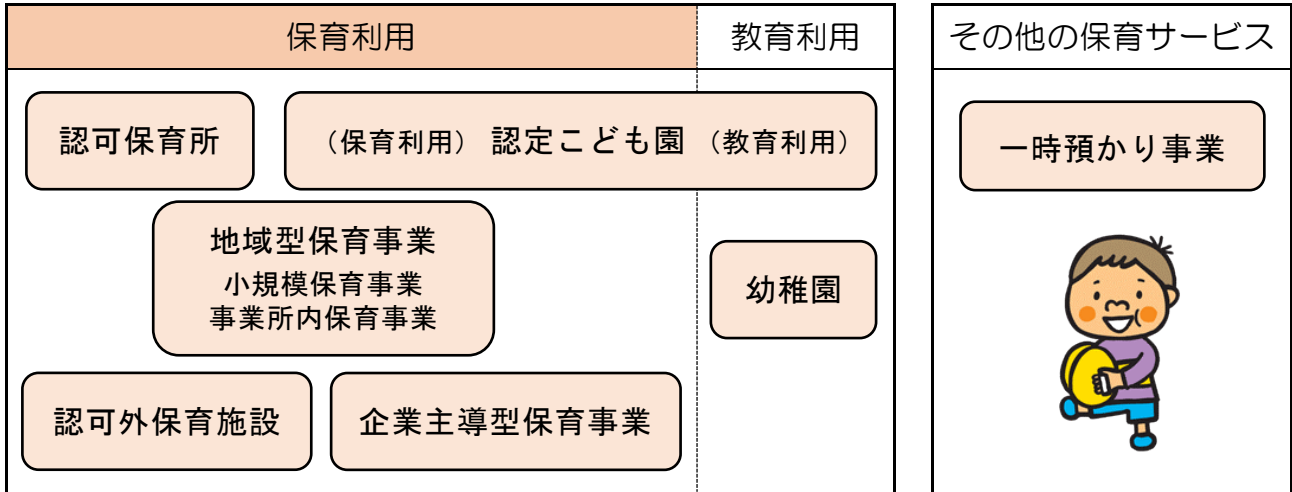 保育利用
教育利用
その他の保育サービス
認可保育所
（保育利用） 認定こども園 （教育利用）
一時預かり事業
地域型保育事業
小規模保育事業
事業所内保育事業
幼稚園
認可外保育施設
企業主導型保育事業